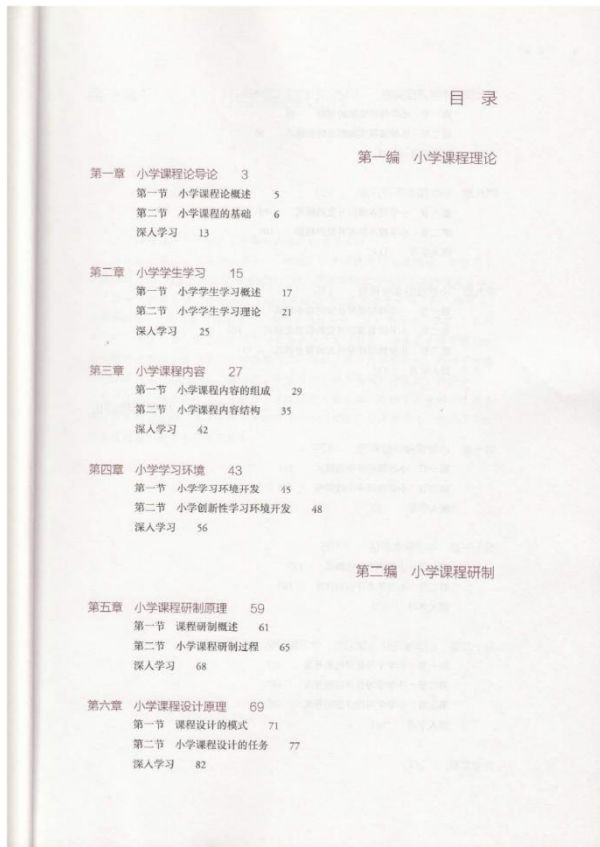 目 录
第一编 小学课程理论
第一章 小学课程论导论 3
第一节 小学课程论概述 5
第二节 小学课程的基础 6
深入学习 13
第二章 小学学生学习 15
第一节 小学学生学习概述 17
第二节 小学学生学习理论 21
深入学习 25
第三章 小学课程内容 27
第一节 小学课程内容的组成 29
第二节 小学课程内容结构 35
深入学习 42
第四章 小学学习环境 43
第一节 小学学习环境开发 45
第二节 小学创新性学习环境开发 48
深入学习 56
第二编 小学课程研制
第五章 小学课程研制原理 59
第一节 课程研制概述 61
第二节 小学课程研制过程 65
深入学习 68
第六章 小学课程设计原理 69
第一节 课程设计的模式 71
第二节 小学课程设计的任务 77
深入学习 82